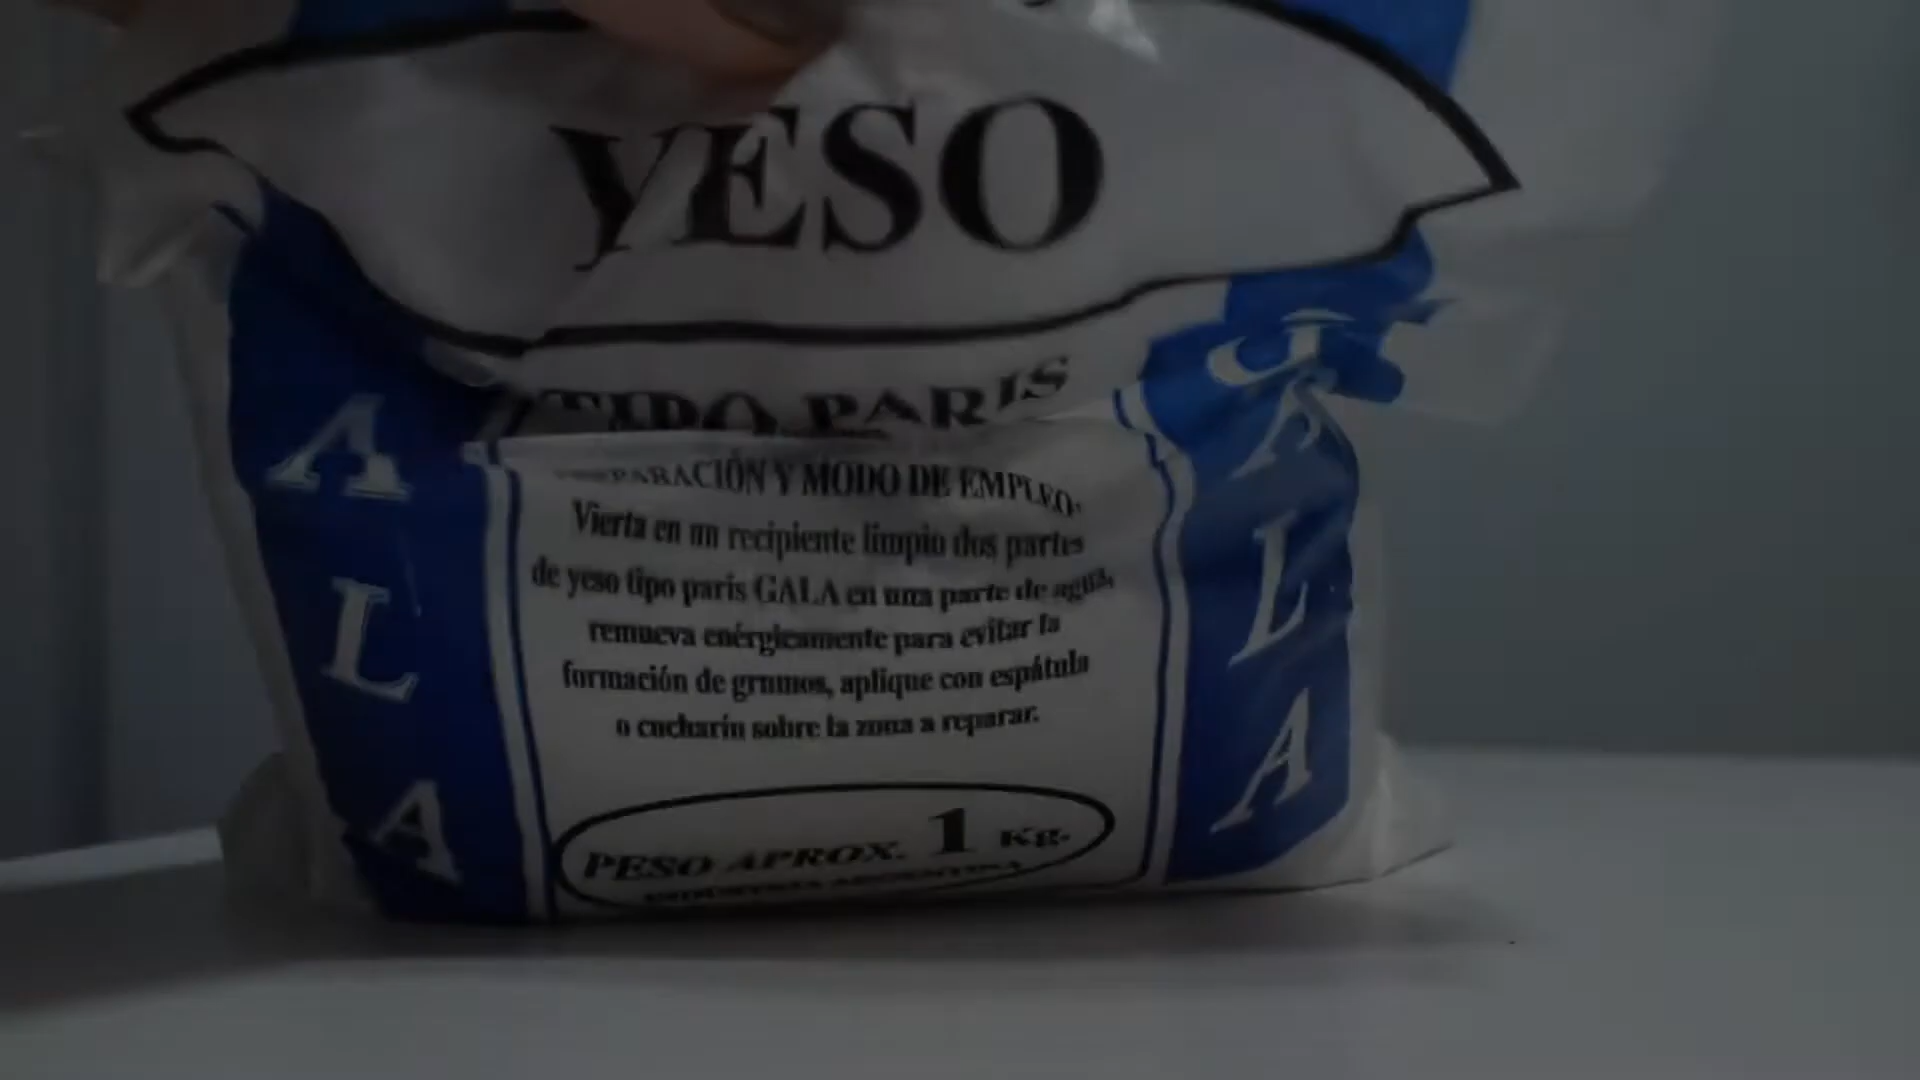 YESO
TIPO PARIS
PREPARACIÓN Y MODO DE EMPLEO.
Vierta en un recipiente limpio dos partes
de yeso tipo paris GALA en una parte de agua,
remueva enérgicamente para evitar la
formación de grumos, aplique con espátula
o cucharín sobre la zona a reparar.
PESO APROX. 1 Kg.
INDUSTRIA ARGENTINA
A
L
A
G
A
L
A